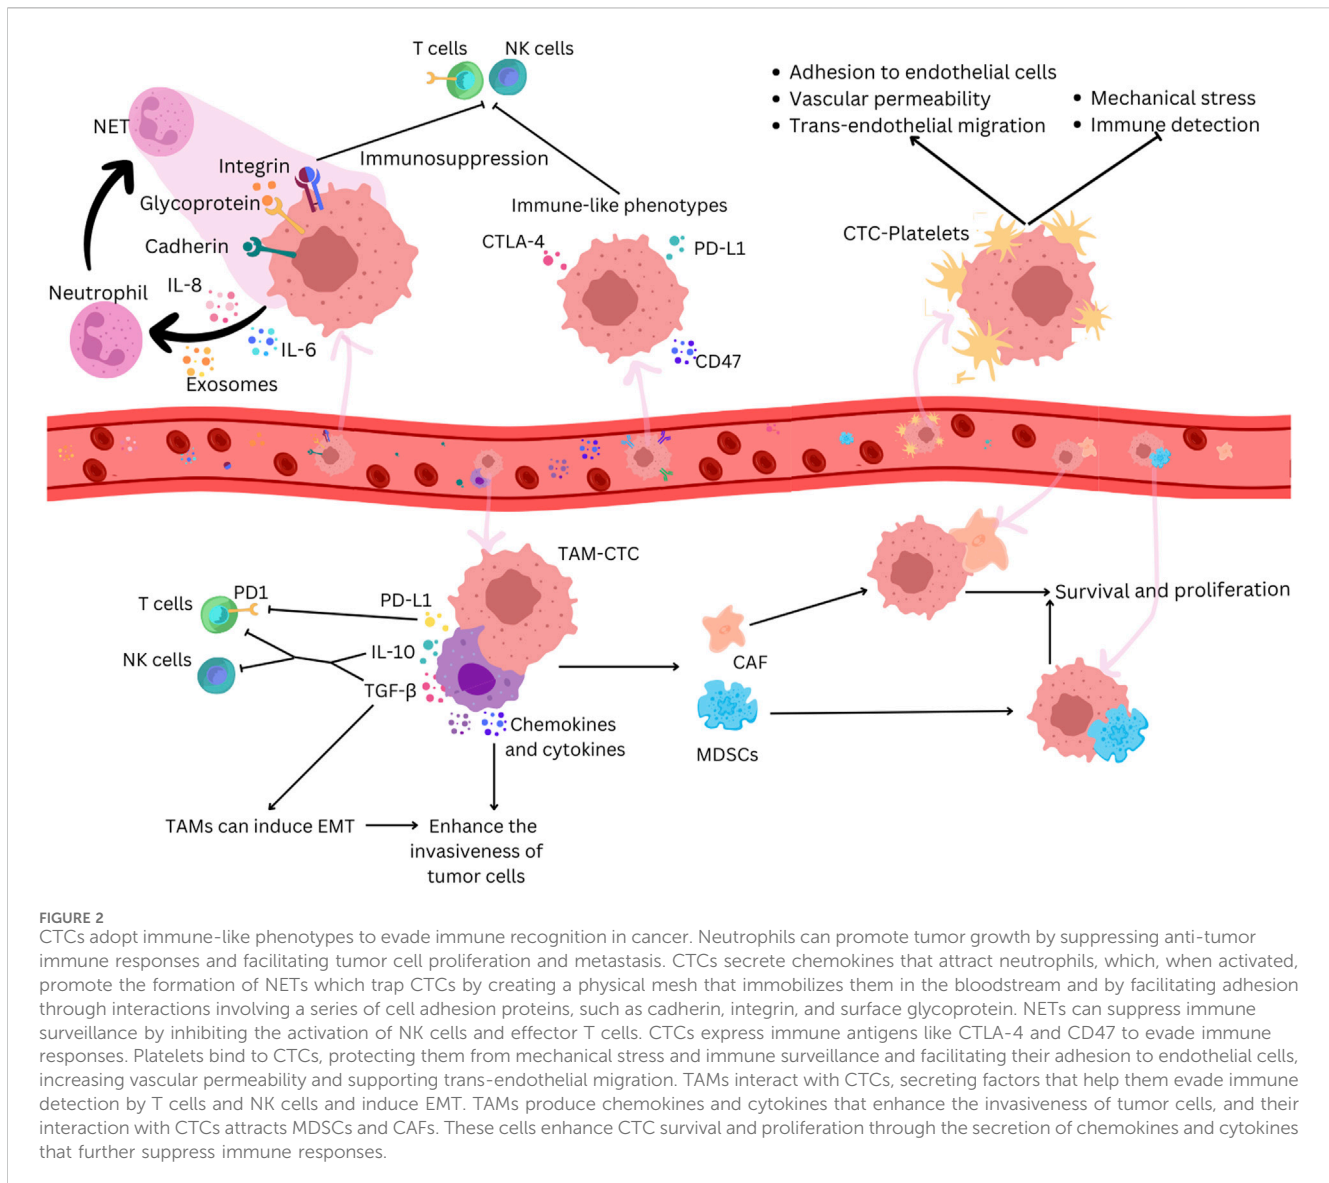 T cells
NK cells
NET
Integrin
Glycoprotein
Cadherin
Immunosuppression
Neutrophil
IL-8
IL-6
Exosomes
Immune-like phenotypes
CTLA-4
PD-L1
CD47
• Adhesion to endothelial cells
• Vascular permeability
• Trans-endothelial migration
• Mechanical stress
• Immune detection
CTC-Platelets
TAM-CTC
T cells
PD1
PD-L1
NK cells
IL-10
TGF-β
Chemokines
and cytokines
TAMs can induce EMT
Enhance the
invasiveness of
tumor cells
CAF
MDSCs
Survival and proliferation
FIGURE 2
CTCs adopt immune-like phenotypes to evade immune recognition in cancer. Neutrophils can promote tumor growth by suppressing anti-tumor
immune responses and facilitating tumor cell proliferation and metastasis. CTCs secrete chemokines that attract neutrophils, which, when activated,
promote the formation of NETs which trap CTCs by creating a physical mesh that immobilizes them in the bloodstream and by facilitating adhesion
through interactions involving a series of cell adhesion proteins, such as cadherin, integrin, and surface glycoprotein. NETs can suppress immune
surveillance by inhibiting the activation of NK cells and effector T cells. CTCs express immune antigens like CTLA-4 and CD47 to evade immune
responses. Platelets bind to CTCs, protecting them from mechanical stress and immune surveillance and facilitating their adhesion to endothelial cells,
increasing vascular permeability and supporting trans-endothelial migration. TAMs interact with CTCs, secreting factors that help them evade immune
detection by T cells and NK cells and induce EMT. TAMs produce chemokines and cytokines that enhance the invasiveness of tumor cells, and their
interaction with CTCs attracts MDSCs and CAFs. These cells enhance CTC survival and proliferation through the secretion of chemokines and cytokines
that further suppress immune responses.